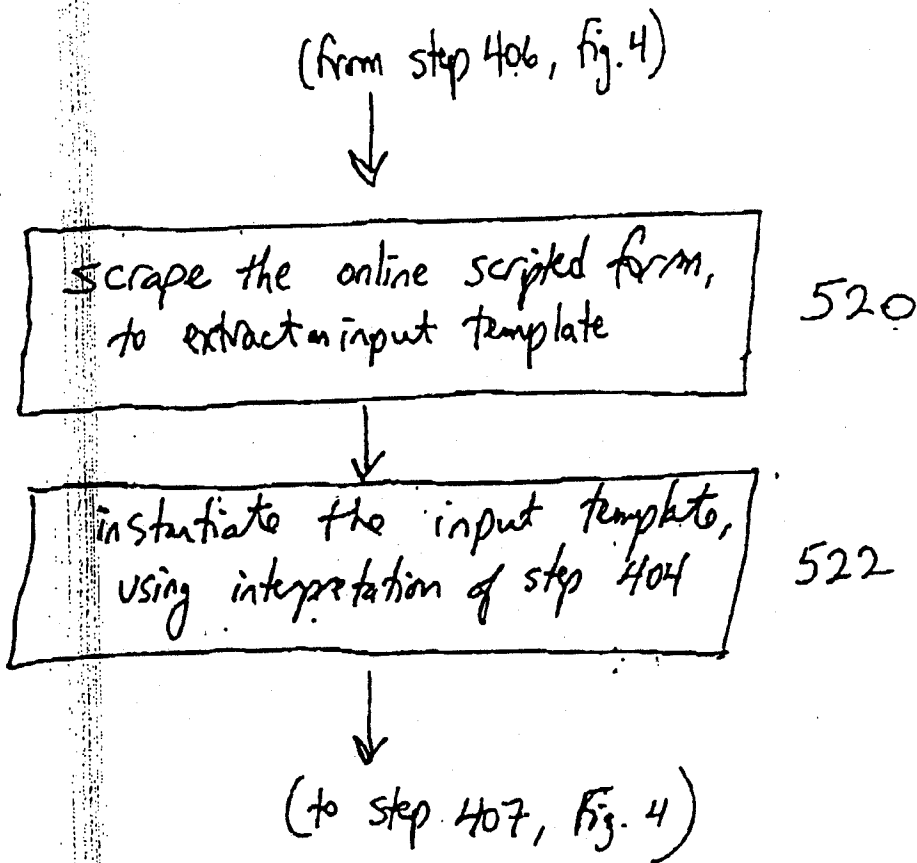 (from step 406, fig. 4)
scrape the online scripted form,
520
to extract an input template
instantiate the input template,
522
using interpretation of step 404
(to step 407, Fig. 4)